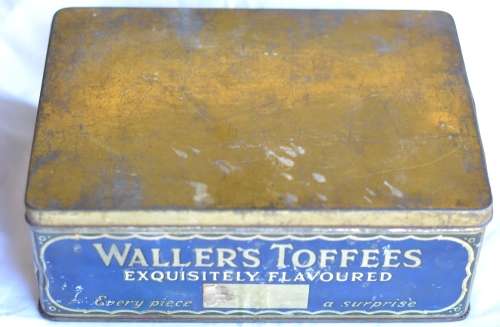 WALLER'S TOFFEES
EXQUISITELY FLAVOURED
Every piece a surprise